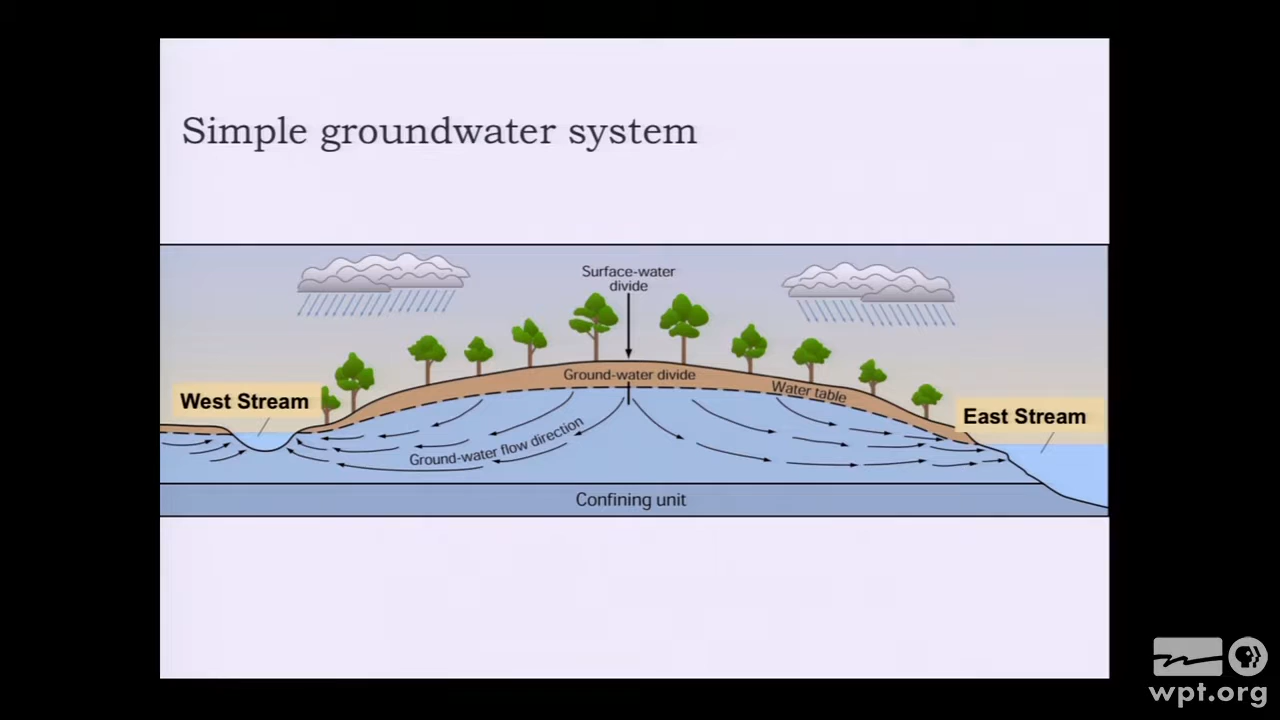 Simple groundwater system
Surface-water
divide
Ground-water divide
Water table
West Stream
East Stream
Ground-water flow direction
Confining unit
wpt.org